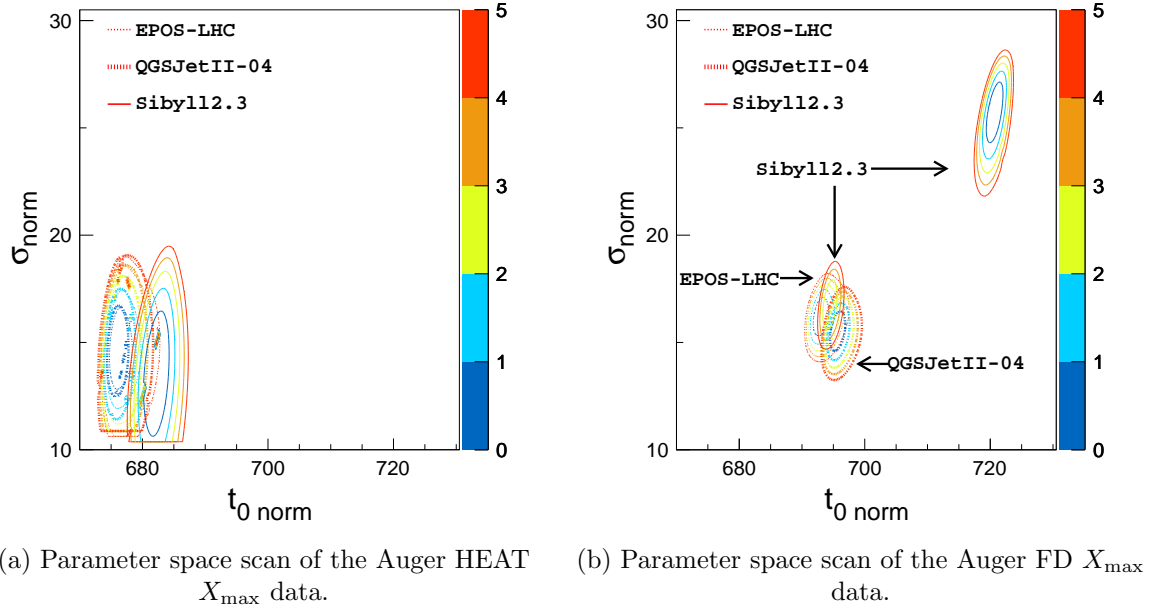 EPOS-LHC
QGSJetII-04
Sibyll2.3
30
20
10
σnorm
680
700
720
t0 norm
5
4
3
2
1
0
EPOS-LHC
QGSJetII-04
Sibyll2.3
Sibyll2.3
EPOS-LHC
QGSJetII-04
30
20
10
σnorm
680
700
720
t0 norm
5
4
3
2
1
0
(a) Parameter space scan of the Auger HEAT
Xmax data.
(b) Parameter space scan of the Auger FD Xmax
data.